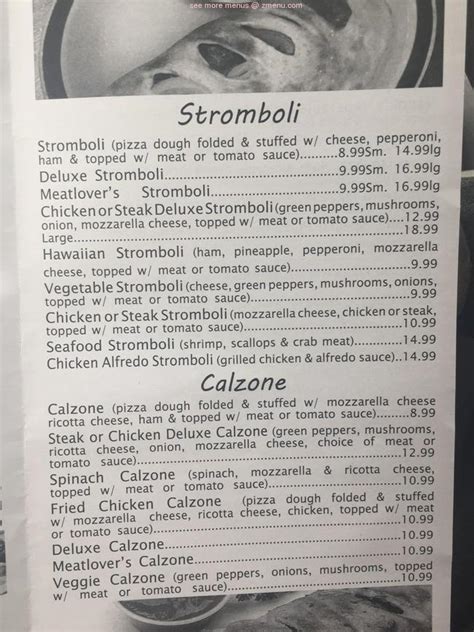 see more menus @ zmenu.com
Stromboli
Stromboli (pizza dough folded & stuffed w/ cheese, pepperoni,
ham & topped w/ meat or tomato sauce)..........8.99Sm. 14.99lg
Deluxe Stromboli.............................................9.99Sm. 16.99lg
Meatlover's Stromboli.....................................9.99Sm. 16.99lg
Chicken or Steak Deluxe Stromboli (green peppers, mushrooms,
onion, mozzarella cheese, topped w/ meat or tomato sauce)....12.99
Large.......................................................................18.99
Hawaiian Stromboli (ham, pineapple, pepperoni, mozzarella
cheese, topped w/ meat or tomato sauce)..........................9.99
Vegetable Stromboli (cheese, green peppers, mushrooms, onions,
topped w/ meat or tomato sauce)....................................9.99
Chicken or Steak Stromboli (mozzarella cheese, chicken or steak,
topped w/ meat or tomato sauce)...................................10.99
Seafood Stromboli (shrimp, scallops & crab meat)..............14.99
Chicken Alfredo Stromboli (grilled chicken & alfredo sauce)..14.99
Calzone
Calzone (pizza dough folded & stuffed w/ mozzarella cheese
ricotta cheese, ham & topped w/ meat or tomato sauce)........8.99
Steak or Chicken Deluxe Calzone (green peppers, mushrooms,
ricotta cheese, onion, mozzarella cheese, choice of meat or
tomato sauce)............................................................12.99
Spinach Calzone (spinach, mozzarella & ricotta cheese,
topped w/ meat or tomato sauce)...................................10.99
Fried Chicken Calzone (pizza dough folded & stuffed
w/ mozzarella cheese, ricotta cheese, chicken, topped w/ meat
or tomato sauce)........................................................10.99
Deluxe Calzone..........................................................10.99
Meatlover's Calzone....................................................10.99
Veggie Calzone (green peppers, onions, mushrooms, topped
w/ meat or tomato sauce)............................................10.99